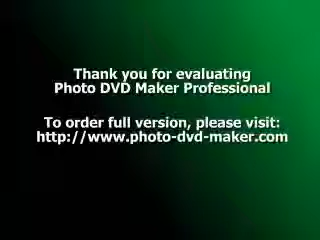 Thank you for evaluating
Photo DVD Maker Professional
To order full version, please visit:
http://www.photo-dvd-maker.com